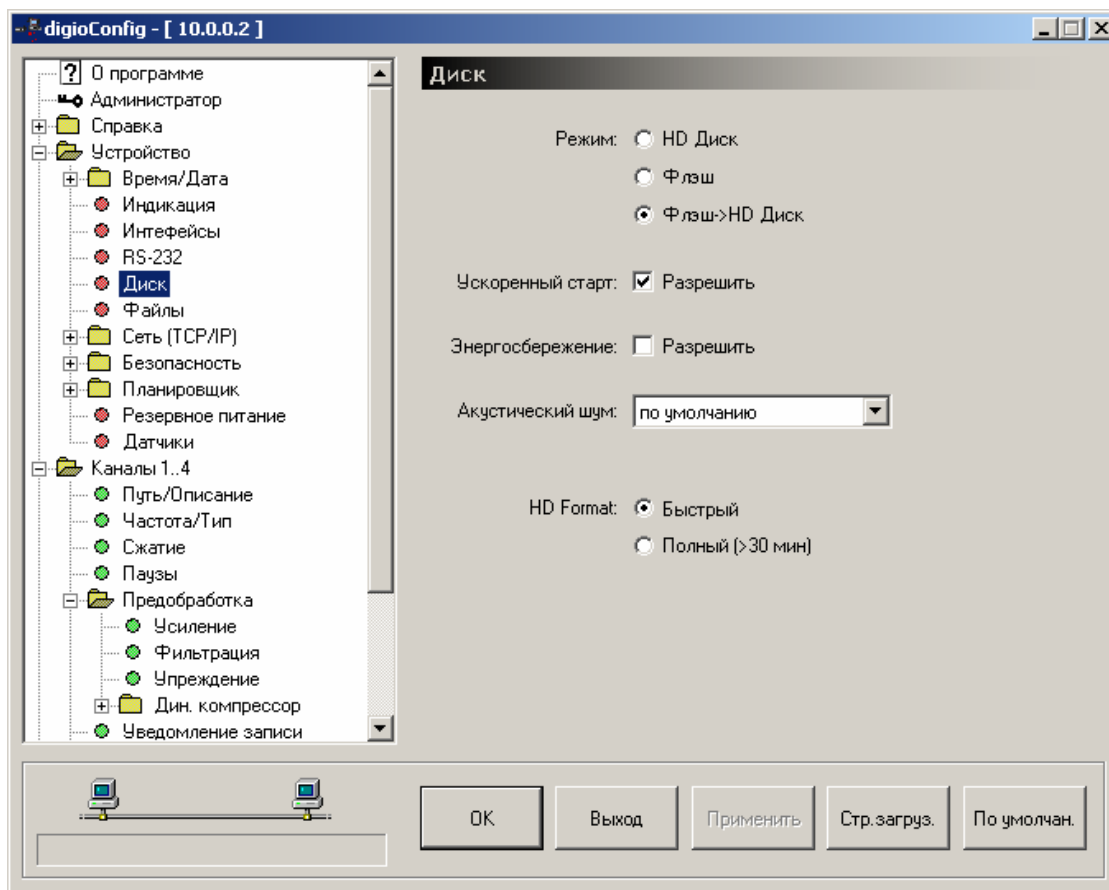 digioConfig - [ 10.0.0.2 ]
? О программе
Администратор
Справка
Устройство
Время/Дата
Индикация
Интефейсы
RS-232
Диск
Файлы
Сеть (TCP/IP)
Безопасность
Планировщик
Резервное питание
Датчики
Каналы 1..4
Путь/Описание
Частота/Тип
Сжатие
Паузы
Предобработка
Усиление
Фильтрация
Упреждение
Дин. компрессор
Уведомление записи
Диск
Режим: HD Диск
Флэш
Флэш->HD Диск
Ускоренный старт: Разрешить
Энергосбережение: Разрешить
Акустический шум: по умолчанию
HD Format: Быстрый
Полный (>30 мин)
OK
Выход
Применить
Стр.загруз.
По умолчан.